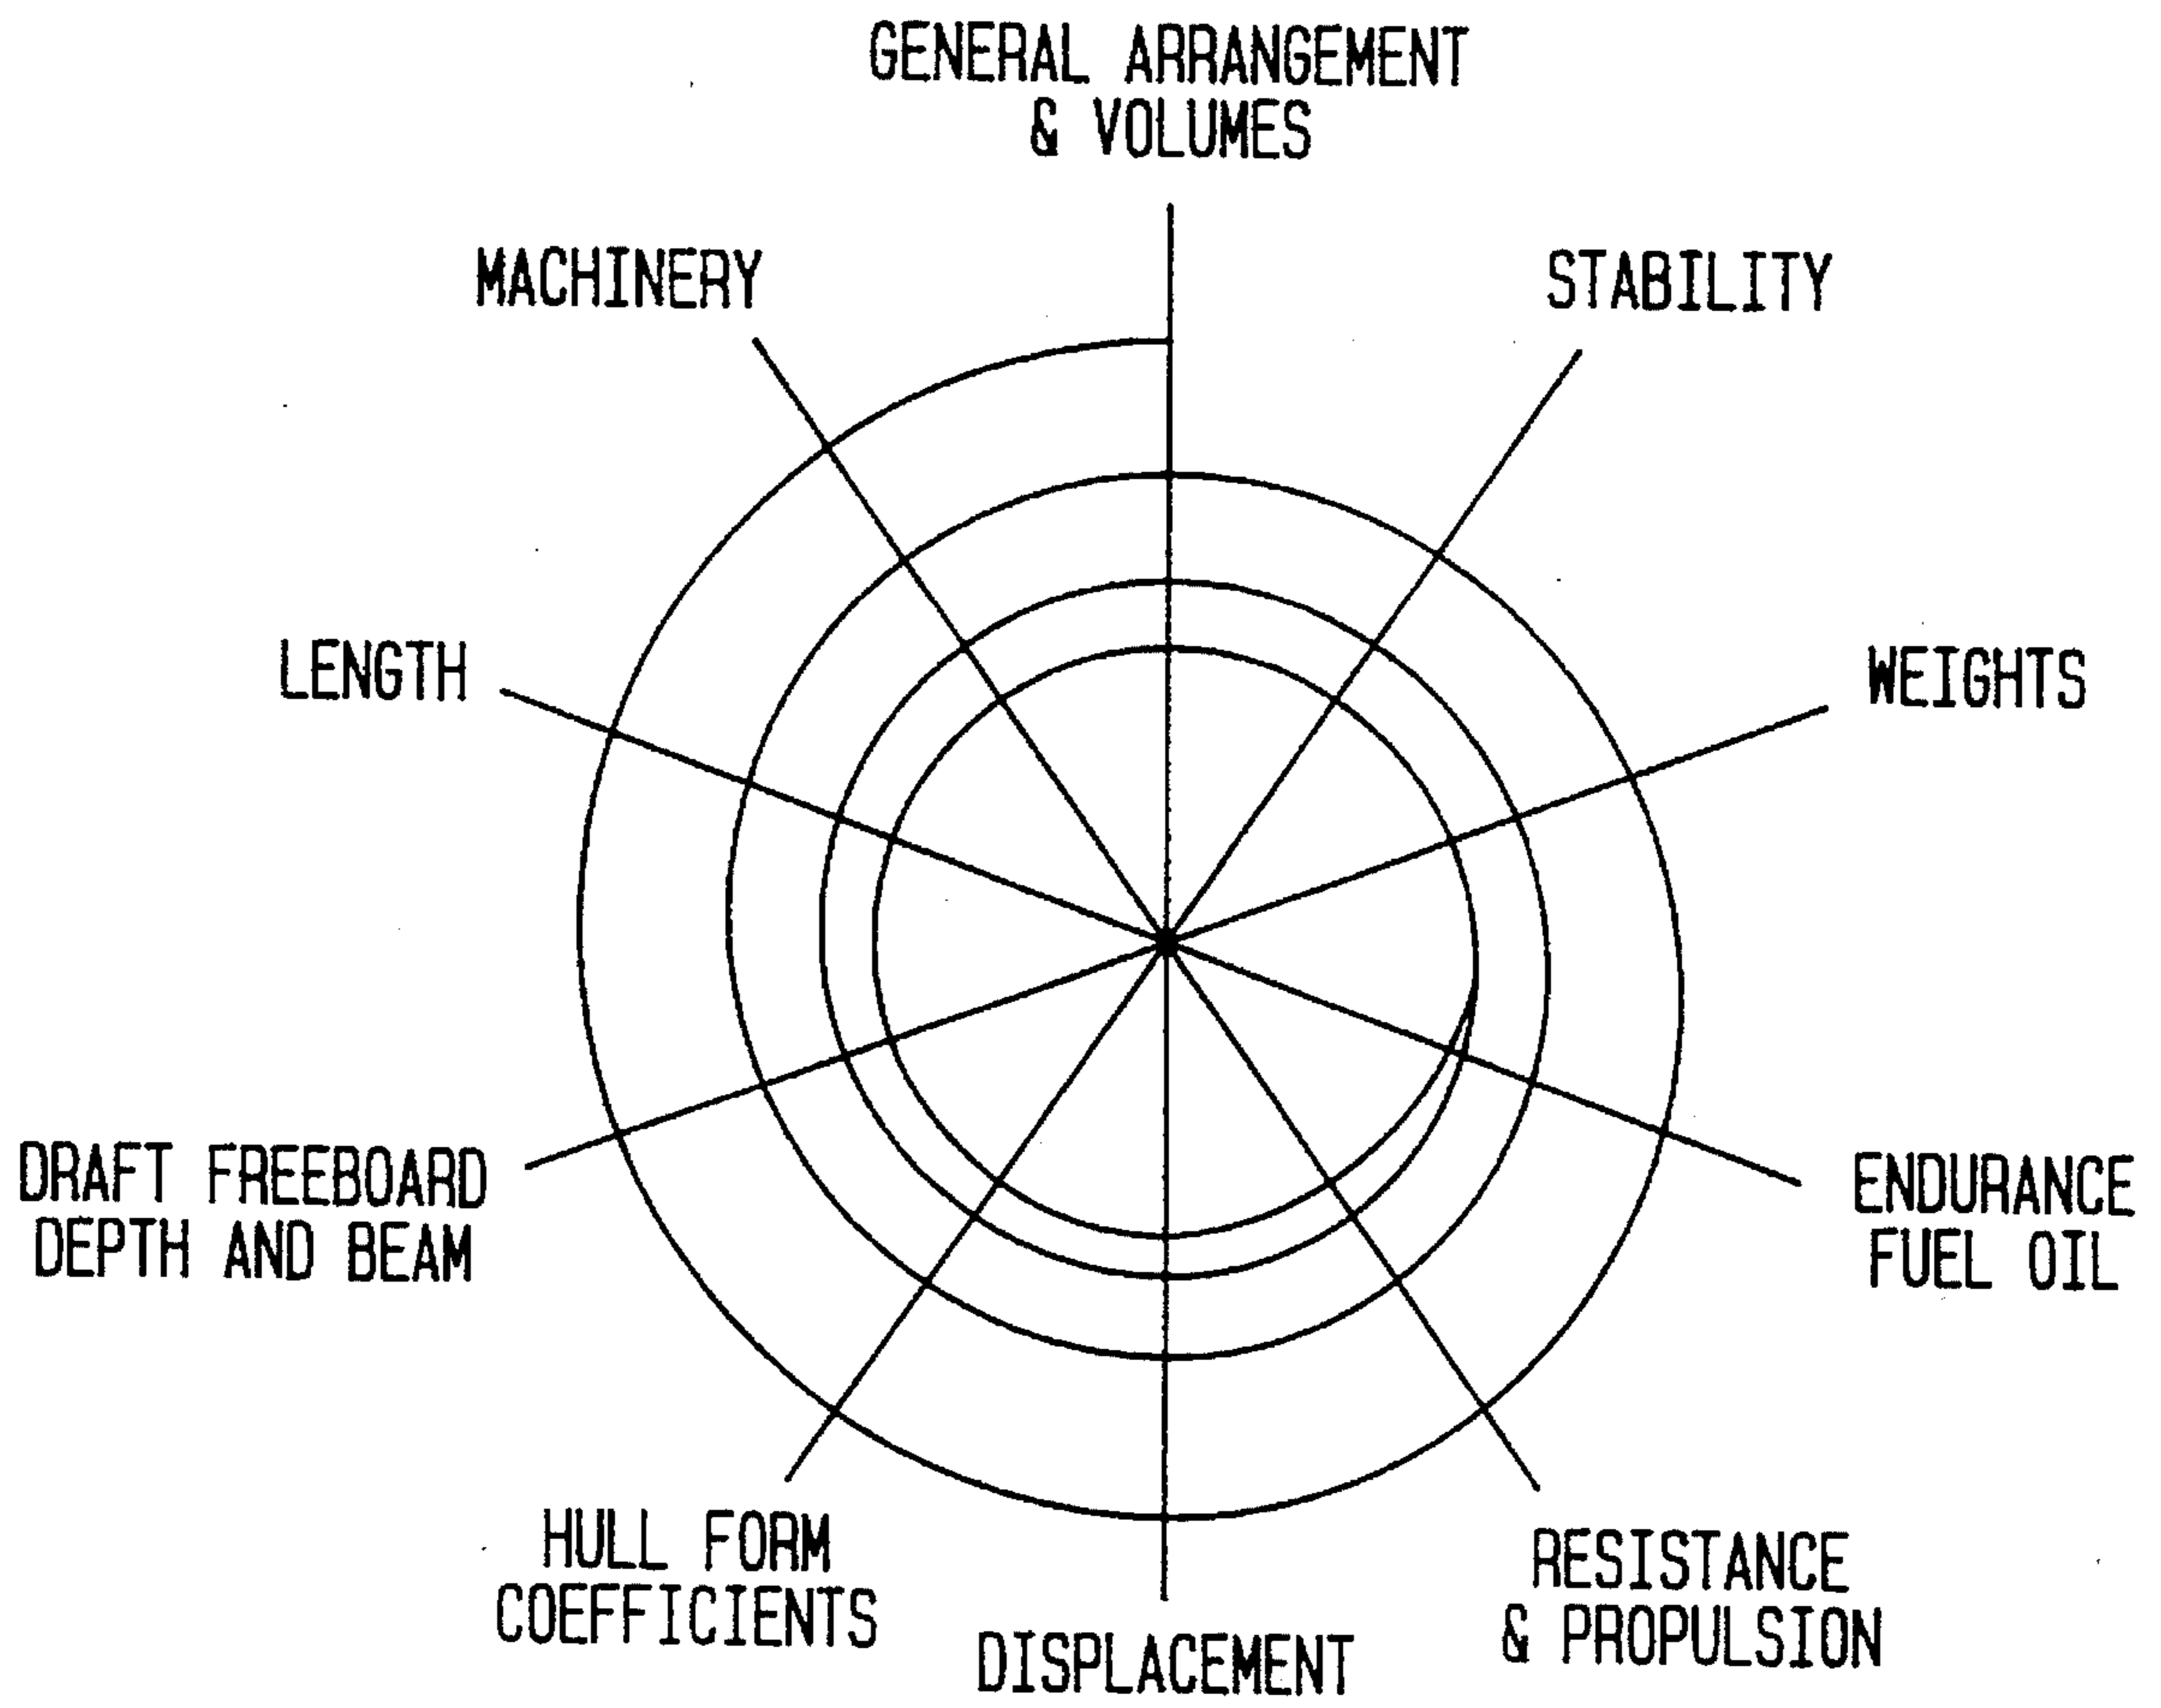 GENERAL ARRANGEMENT
& VOLUMES
MACHINERY
STABILITY
LENGTH
WEIGHTS
DRAFT FREEBOARD
DEPTH AND BEAM
ENDURANCE
FUEL OIL
HULL FORM
COEFFICIENTS
RESISTANCE
& PROPULSION
DISPLACEMENT